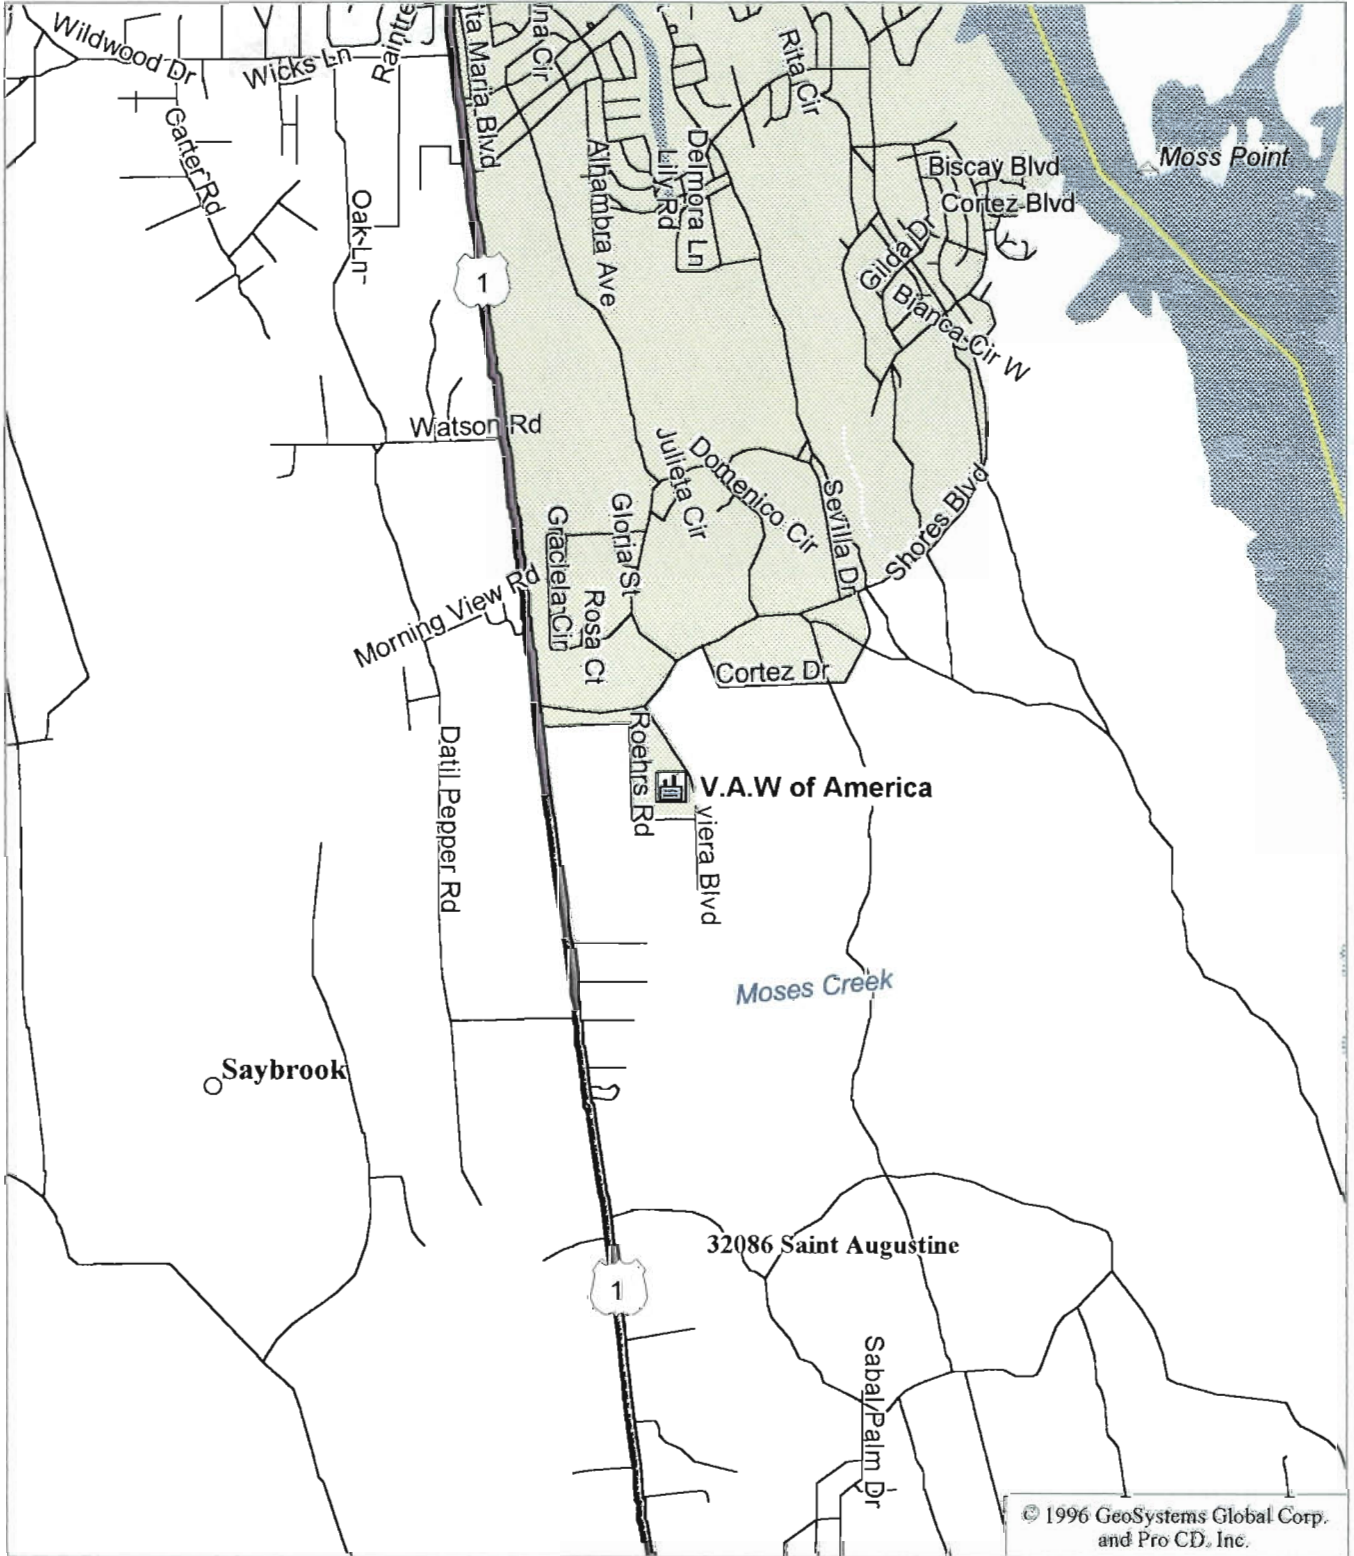 Wildwood Dr
Wicks Ln
Raintre
ita Maria Blvd
na Cir
Rita Cir
Carter Rd
Oak Ln
Alhambra Ave
Lily Rd
Delmora Ln
Moss Point
Biscay Blvd
Cortez Blvd
Gilda Dr
Bianca Cir W
1
Watson Rd
Julieta Cir
Domenico Cir
Sevilla Dr
Shores Blvd
Gloria St
Graciela Cir
Rosa Ct
Morning View Rd
Cortez Dr
Roehrs Rd
Datil Pepper Rd
V.A.W of America
viera Blvd
Moses Creek
Saybrook
32086 Saint Augustine
1
Sabal Palm Dr
© 1996 GeoSystems Global Corp.
and Pro CD, Inc.